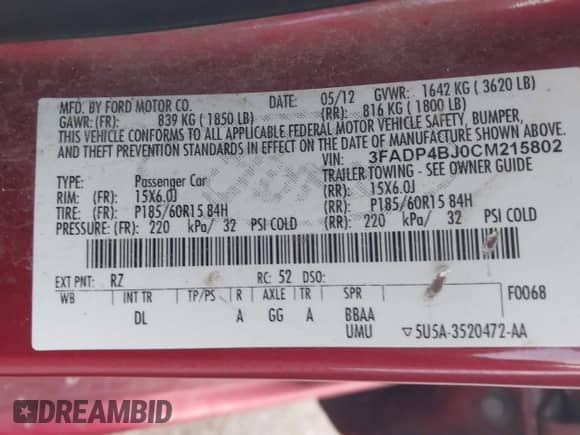 MFD. BY FORD MOTOR CO. DATE: 05/12 GVWR: 1642 KG ( 3620 LB)
GAWR: (FR): 839 KG ( 1850 LB) (RR): 816 KG ( 1800 LB)
THIS VEHICLE CONFORMS TO ALL APPLICABLE FEDERAL MOTOR VEHICLE SAFETY, BUMPER,
& THEFT PREVENTION STANDARDS IN EFFECT ON THE DATE OF MANUFACTURE SHOWN ABOVE.
VIN: 3FADP4BJ0CM215802
TYPE: Passenger Car TRAILER TOWING - SEE OWNER GUIDE
RIM: (FR): 15X6.0J (RR): 15X6.0J
TIRE: (FR): P185/60R15 84H (RR): P185/60R15 84H
PRESSURE: (FR): 220 kPa/ 32 PSI COLD (RR): 220 kPa/ 32 PSI COLD
EXT PNT: RZ RC: 52 DSO:
WB INT TR TP/PS R AXLE TR SPR F0068
DL A GG A BBAA
UMU ▽5U5A-3520472-AA
DREAMBID